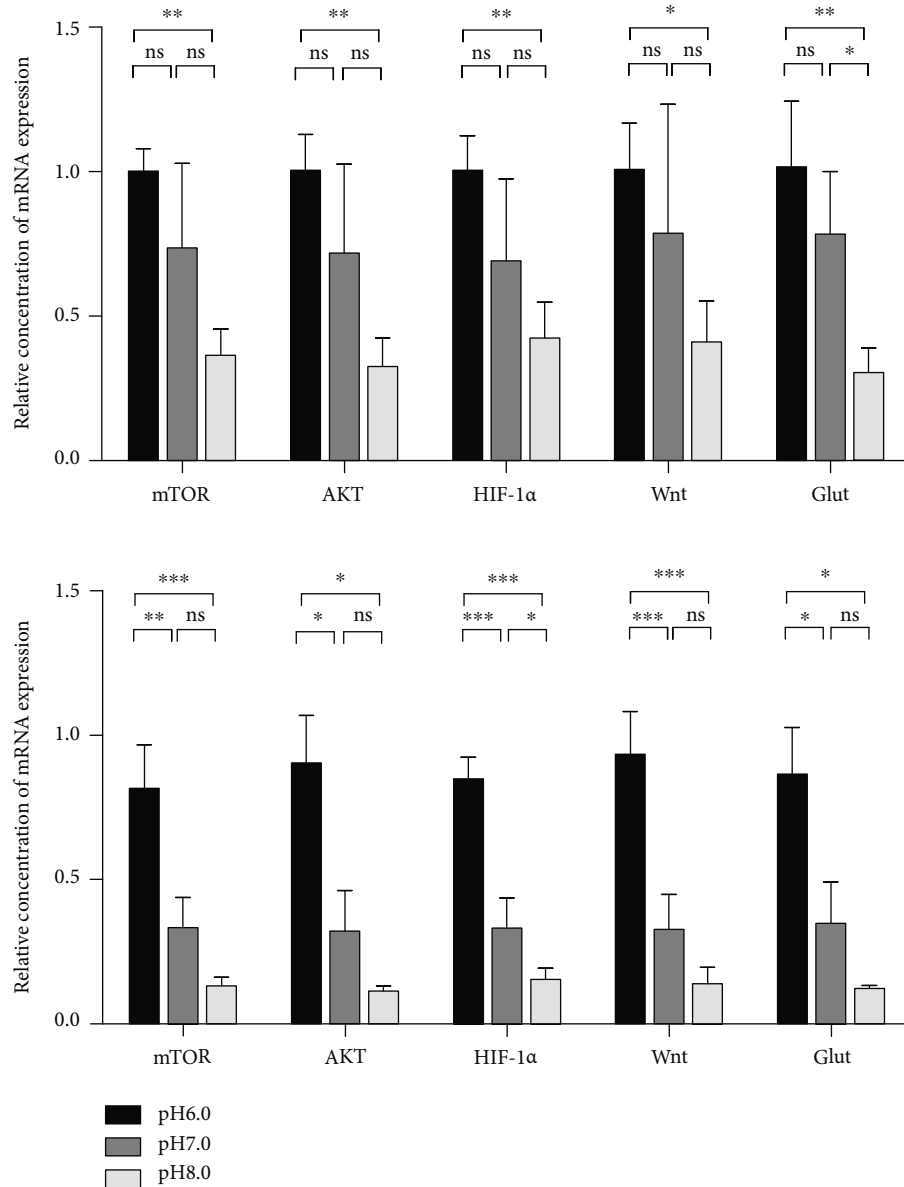 Relative concentration of mRNA expression
1.5
1.0
0.5
0.0
** ** ** * **
ns ns ns ns ns ns ns ns ns *
mTOR AKT HIF-1α Wnt Glut
Relative concentration of mRNA expression
1.5
1.0
0.5
0.0
*** * *** *** *
** ns * ns *** * *** ns * ns
mTOR AKT HIF-1α Wnt Glut
pH6.0
pH7.0
pH8.0